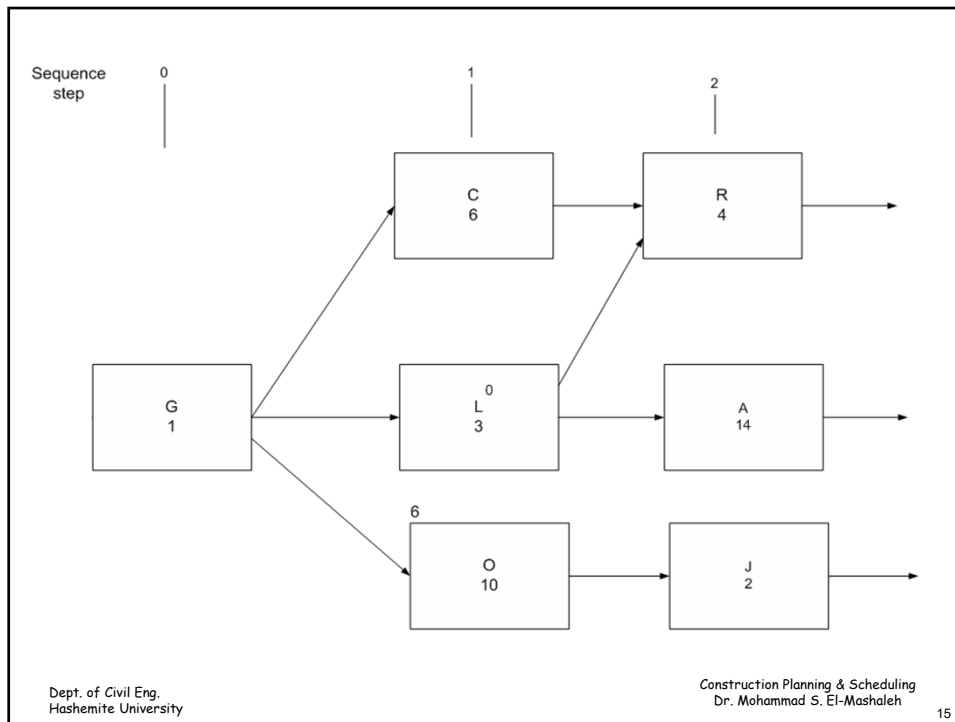 Sequence
step
0
1
2
C
6
R
4
G
1
0
L
3
A
14
6
O
10
J
2
Dept. of Civil Eng.
Hashemite University
Construction Planning & Scheduling
Dr. Mohammad S. El-Mashaleh
15